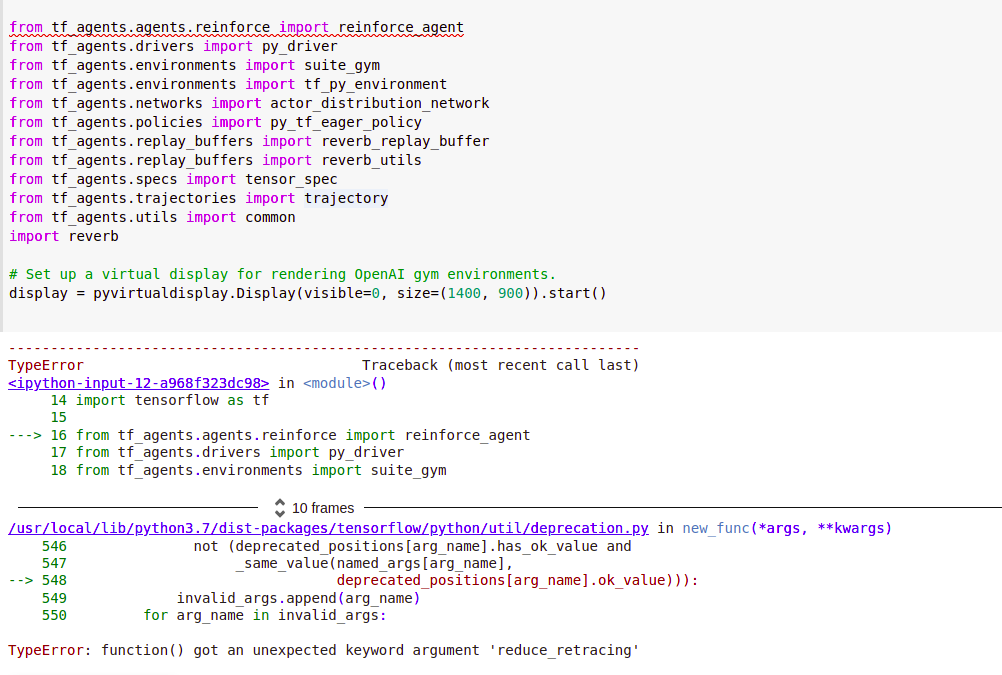 from tf_agents.agents.reinforce import reinforce_agent
from tf_agents.drivers import py_driver
from tf_agents.environments import suite_gym
from tf_agents.environments import tf_py_environment
from tf_agents.networks import actor_distribution_network
from tf_agents.policies import py_tf_eager_policy
from tf_agents.replay_buffers import reverb_replay_buffer
from tf_agents.replay_buffers import reverb_utils
from tf_agents.specs import tensor_spec
from tf_agents.trajectories import trajectory
from tf_agents.utils import common
import reverb

# Set up a virtual display for rendering OpenAI gym environments.
display = pyvirtualdisplay.Display(visible=0, size=(1400, 900)).start()

---------------------------------------------------------------------------
TypeError                                 Traceback (most recent call last)
<ipython-input-12-a968f323dc98> in <module>()
     14 import tensorflow as tf
     15
---> 16 from tf_agents.agents.reinforce import reinforce_agent
     17 from tf_agents.drivers import py_driver
     18 from tf_agents.environments import suite_gym

10 frames
/usr/local/lib/python3.7/dist-packages/tensorflow/python/util/deprecation.py in new_func(*args, **kwargs)
    546               not (deprecated_positions[arg_name].has_ok_value and
    547                    _same_value(named_args[arg_name],
--> 548                                deprecated_positions[arg_name].ok_value))):
    549             invalid_args.append(arg_name)
    550         for arg_name in invalid_args:

TypeError: function() got an unexpected keyword argument 'reduce_retracing'